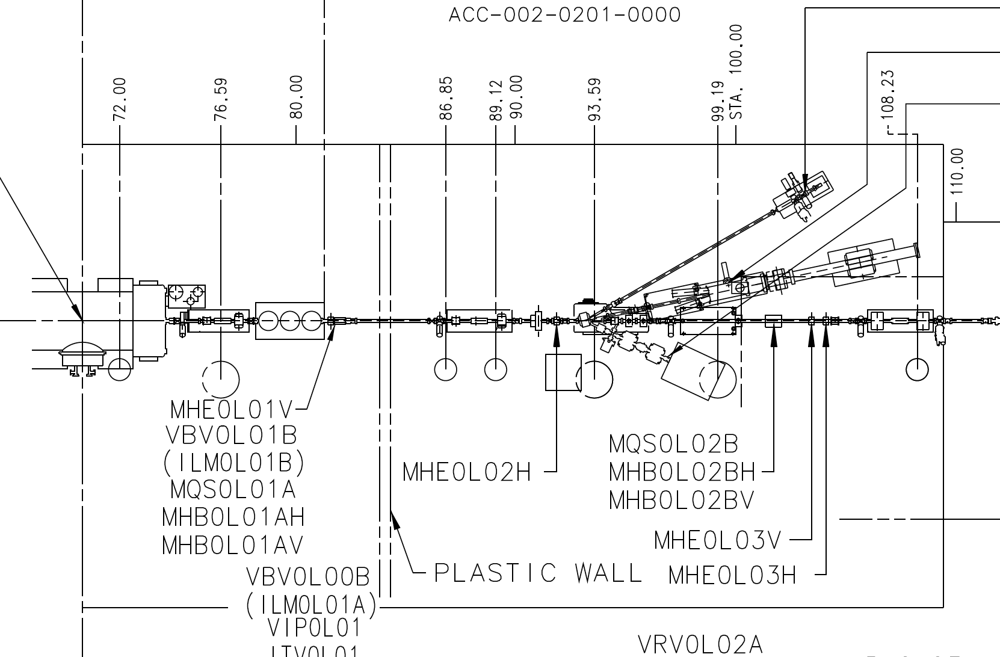 ACC-002-0201-0000
72.00
76.59
80.00
86.85
89.12
90.00
93.59
99.19
STA. 100.00
108.23
110.00
MHE0L01V
VBV0L01B
(ILM0L01B)
MQS0L01A
MHB0L01AH
MHB0L01AV
MHE0L02H
MQS0L02B
MHB0L02BH
MHB0L02BV
MHE0L03V
PLASTIC WALL
MHE0L03H
VBV0L00B
(ILM0L01A)
VIP0L01
ITV0L01
VRV0L02A